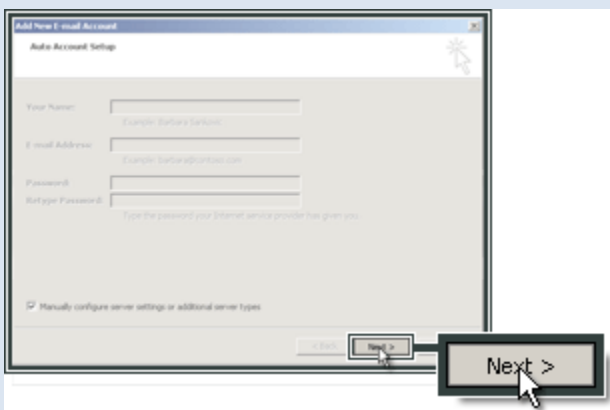 Add New E-mail Account
Auto Account Setup
Your Name:
Example: Barbara Sankovic
E-mail Address:
Example: barbara@contoso.com
Password:
Retype Password:
Type the password your Internet service provider has given you.
Manually configure server settings or additional server types
< Back
Next >
Next >